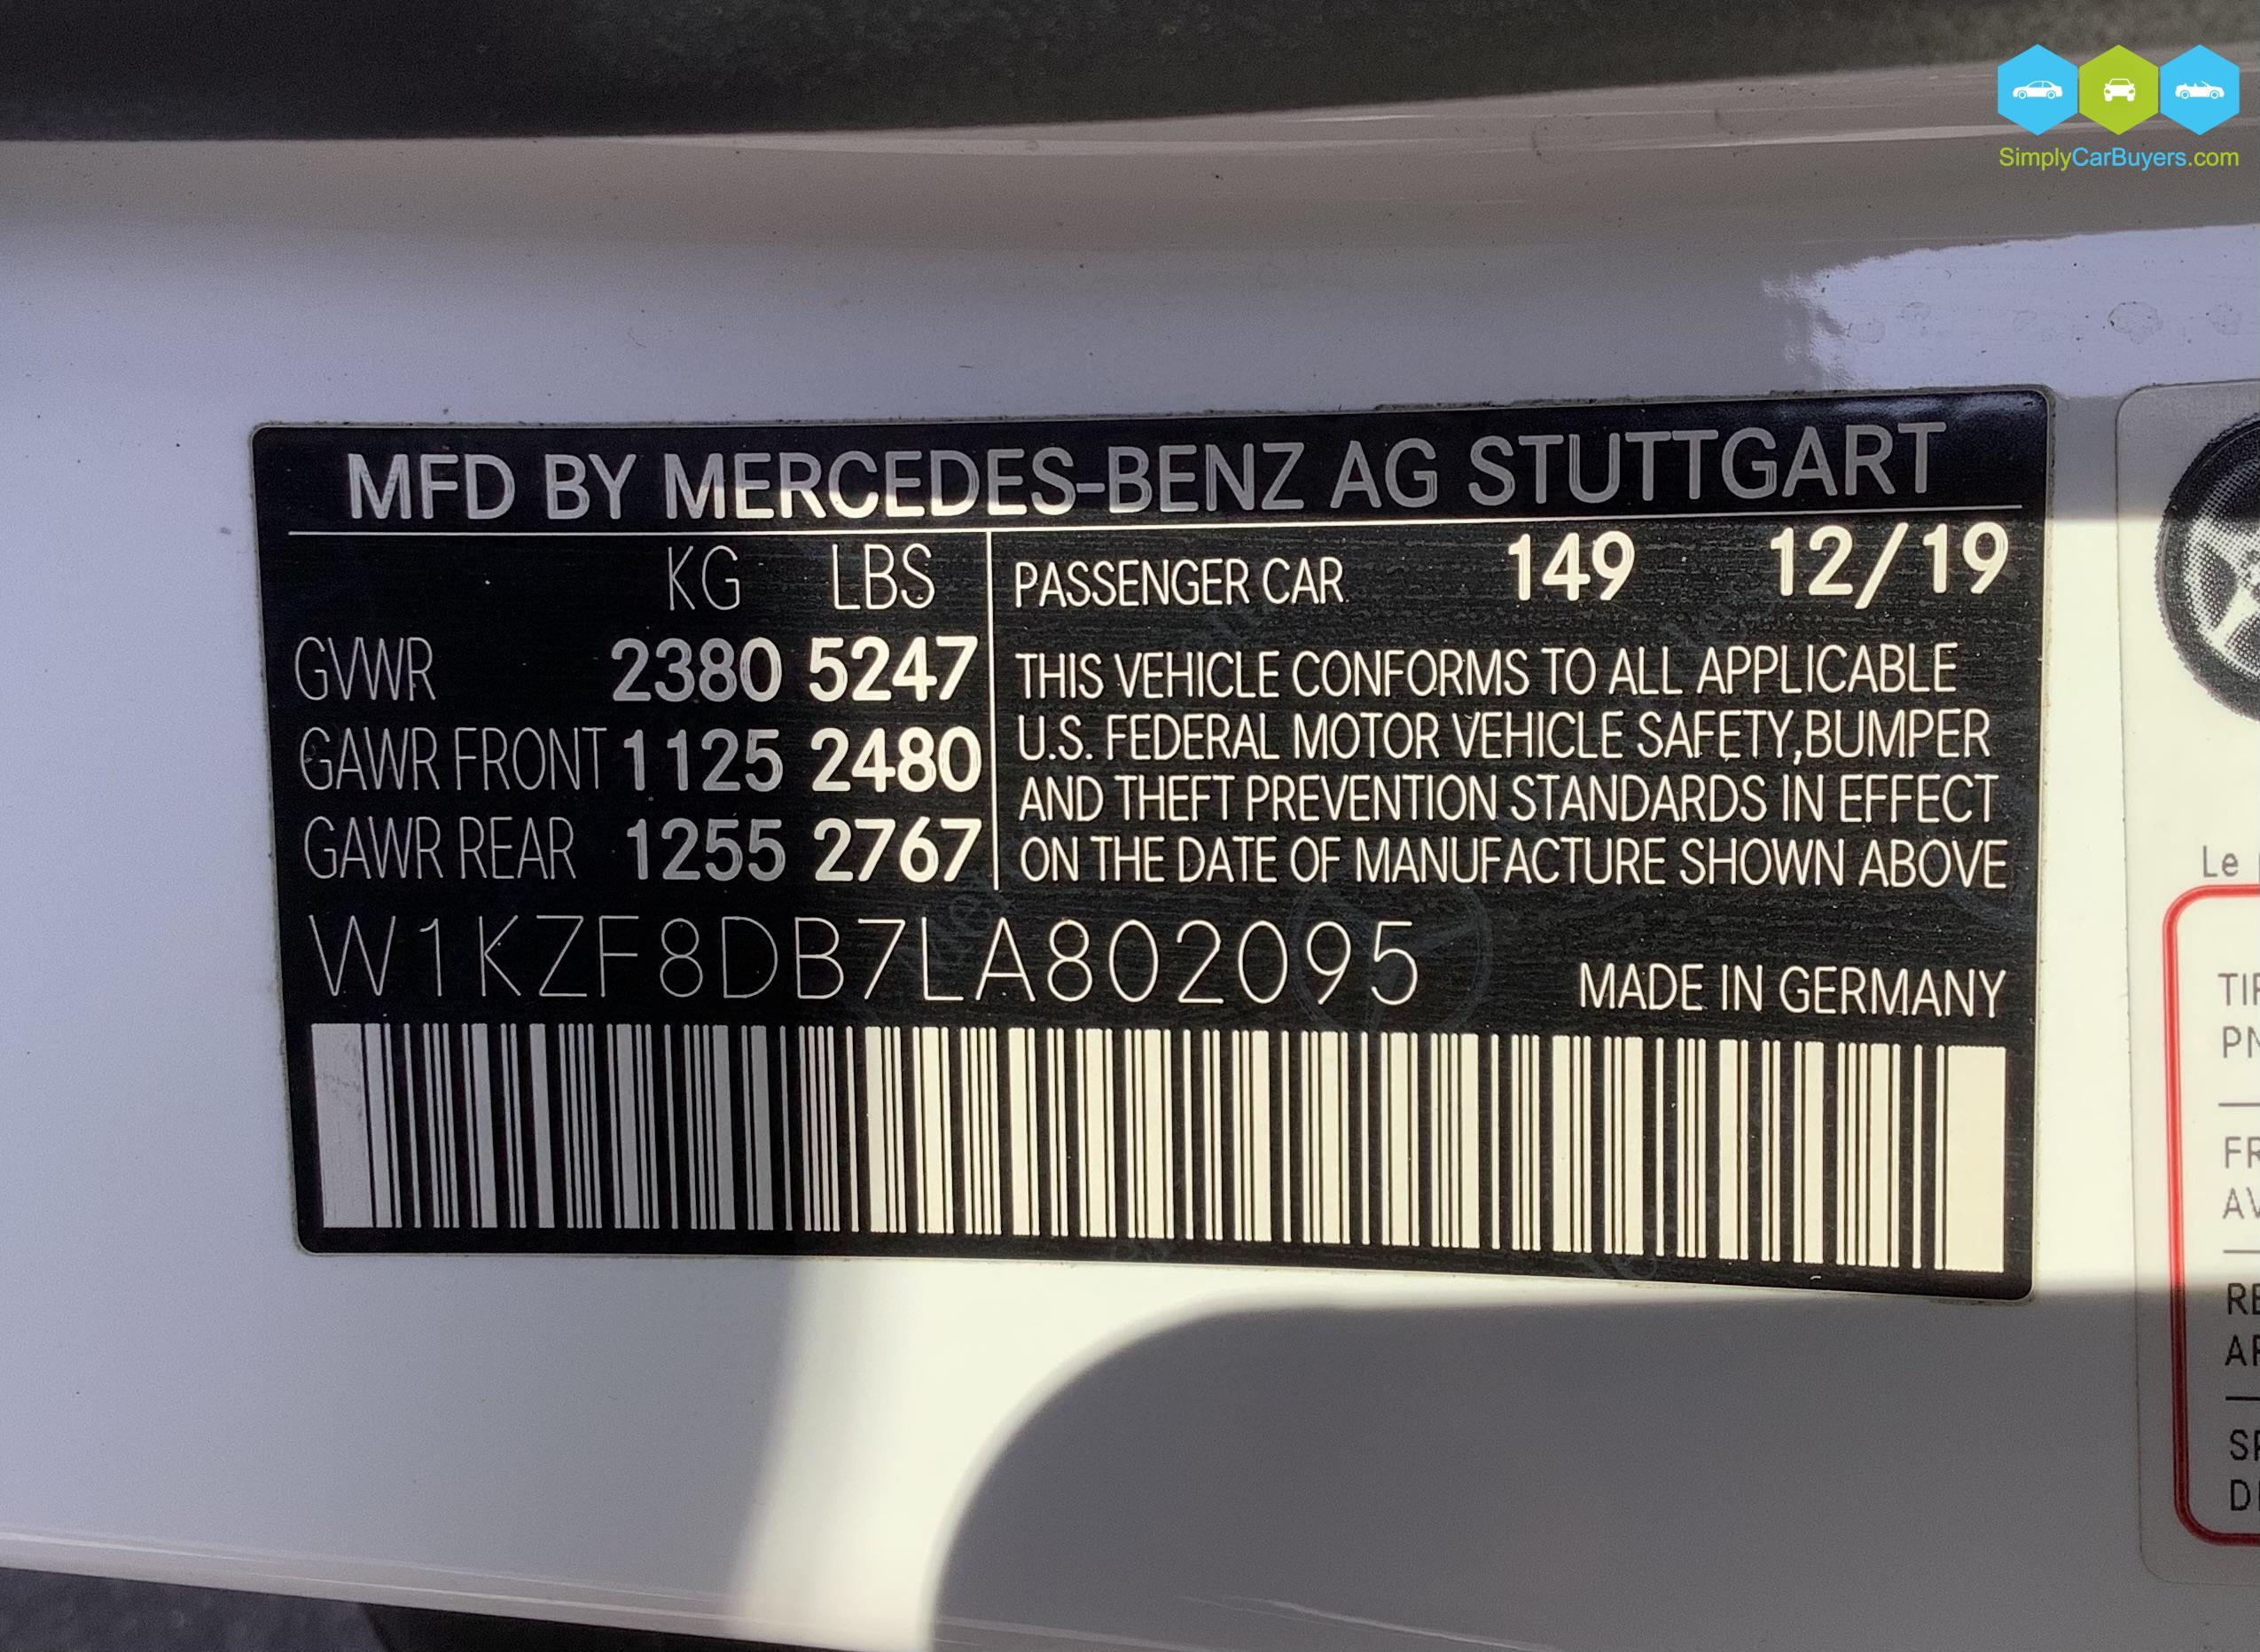 SimplyCarBuyers.com
MFD BY MERCEDES-BENZ AG STUTTGART
KG LBS
GVWR 2380 5247
GAWR FRONT 1125 2480
GAWR REAR 1255 2767
PASSENGER CAR 149 12/19
THIS VEHICLE CONFORMS TO ALL APPLICABLE
U.S. FEDERAL MOTOR VEHICLE SAFETY,BUMPER
AND THEFT PREVENTION STANDARDS IN EFFECT
ON THE DATE OF MANUFACTURE SHOWN ABOVE
W1KZF8DB7LA802095
MADE IN GERMANY
Le